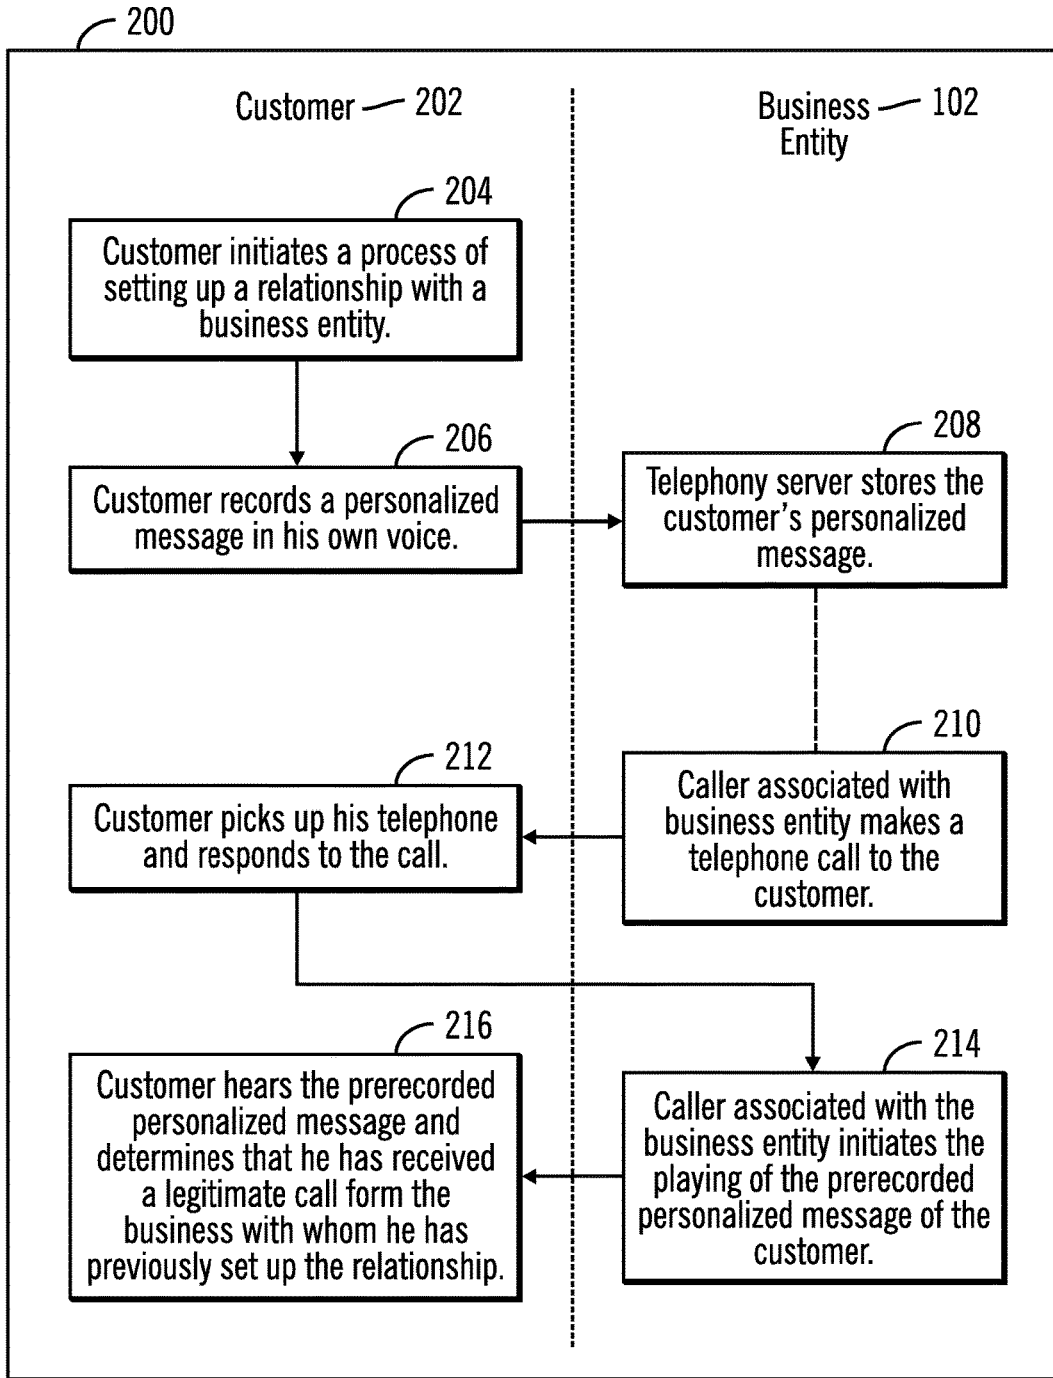 200
Customer 202
Business 102
Entity
204
Customer initiates a process of
setting up a relationship with a
business entity.
206
Customer records a personalized
message in his own voice.
208
Telephony server stores the
customer's personalized
message.
210
Caller associated with
business entity makes a
telephone call to the
customer.
212
Customer picks up his telephone
and responds to the call.
214
Caller associated with the
business entity initiates the
playing of the prerecorded
personalized message of the
customer.
216
Customer hears the prerecorded
personalized message and
determines that he has received
a legitimate call form the
business with whom he has
previously set up the relationship.